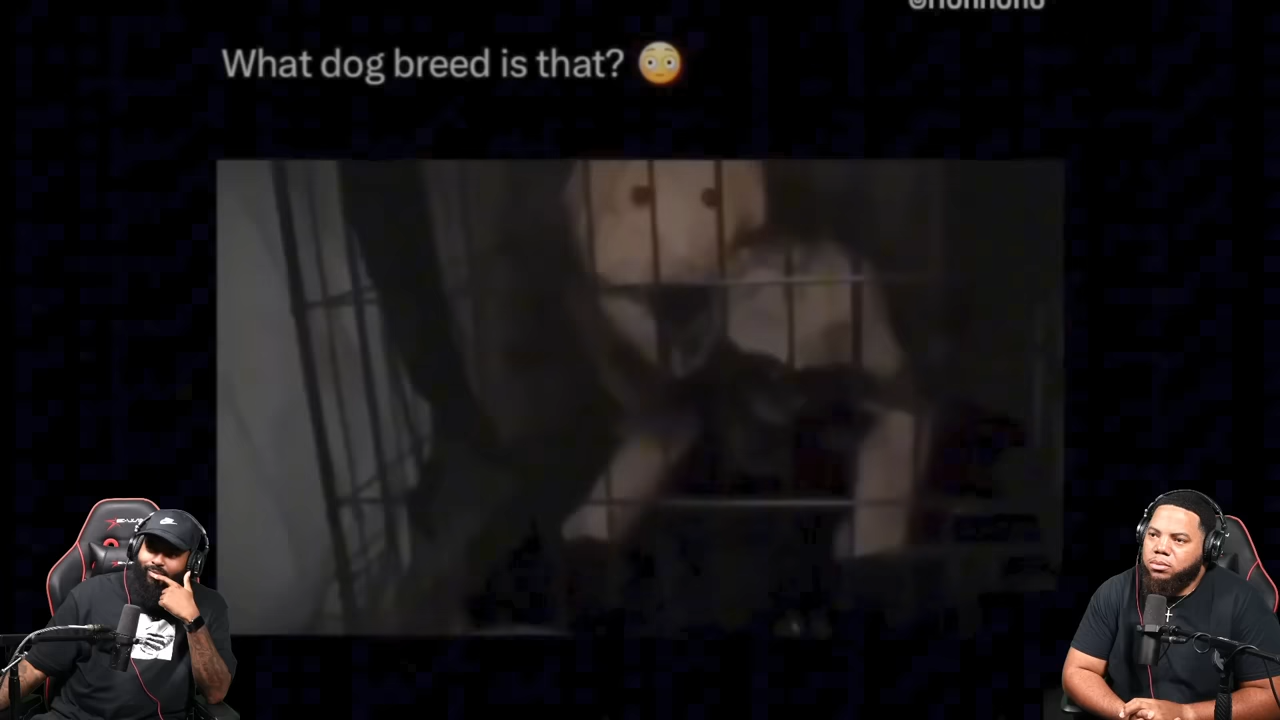 What dog breed is that? 😳